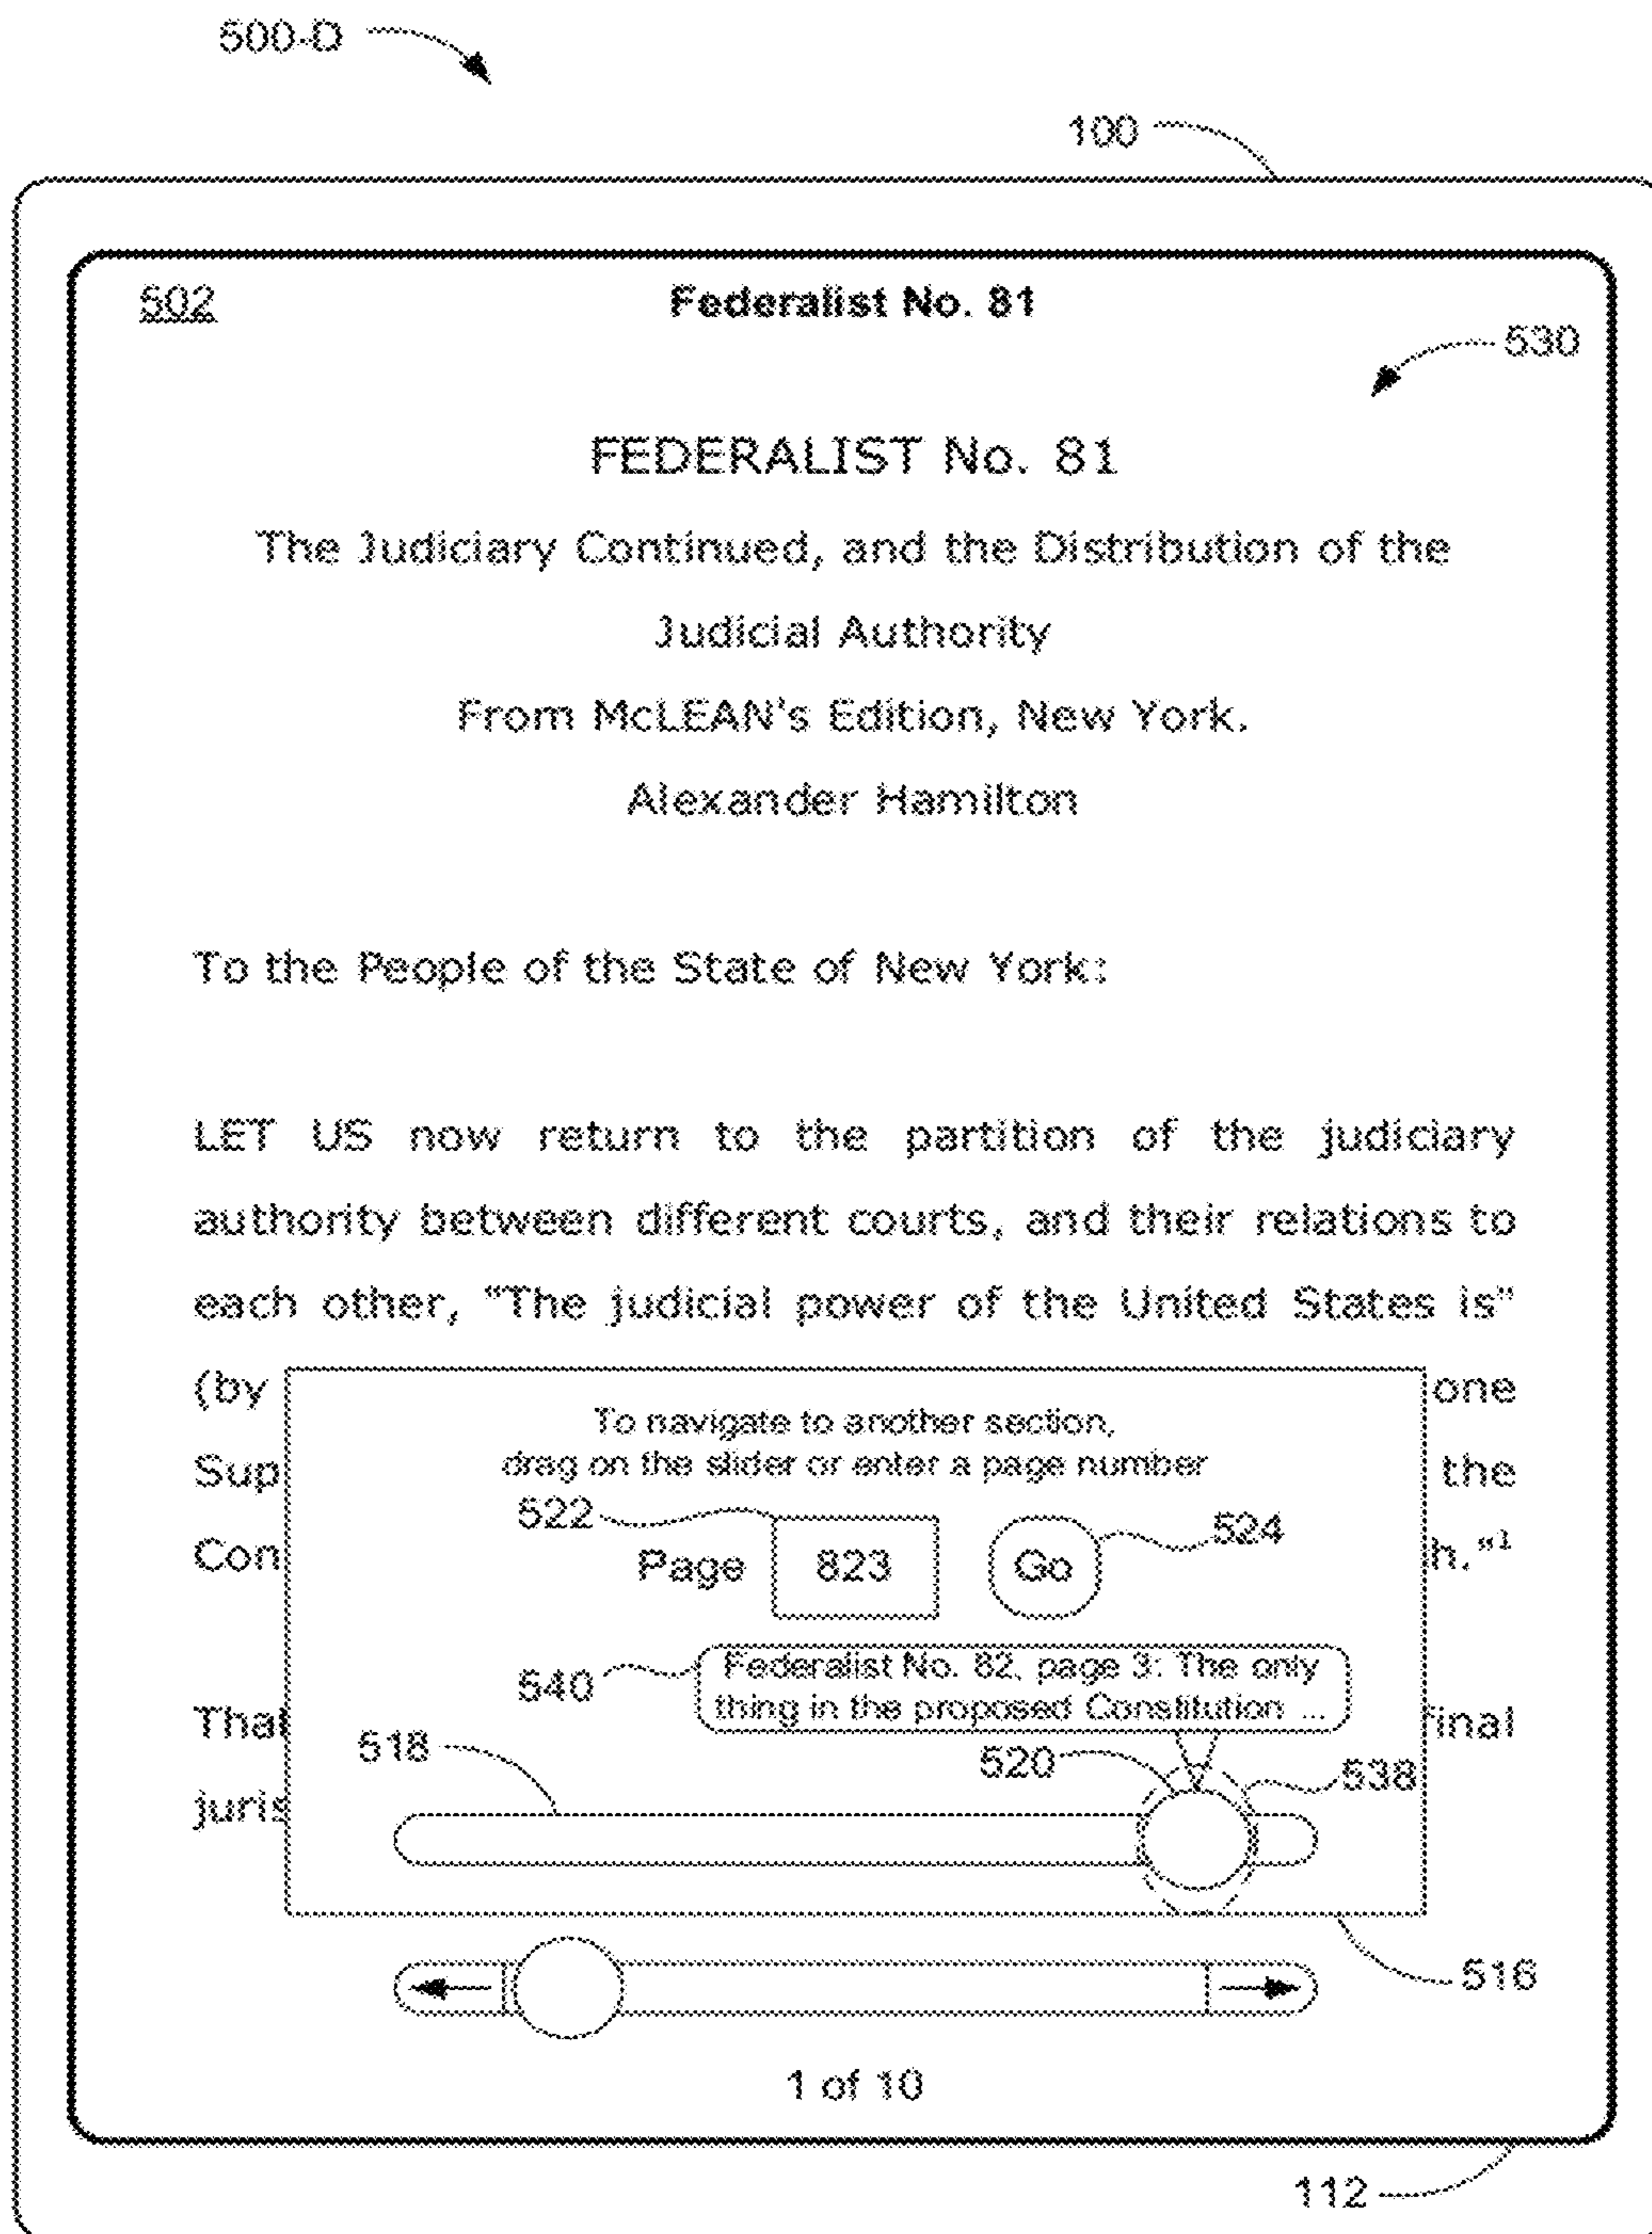 500-D
100
502
Federalist No. 81
530
FEDERALIST No. 81
The Judiciary Continued, and the Distribution of the
Judicial Authority
From McLEAN's Edition, New York.
Alexander Hamilton
To the People of the State of New York:
LET US now return to the partition of the judiciary
authority between different courts, and their relations to
each other, "The judicial power of the United States is"
(by one
To navigate to another section,
drag on the slider or enter a page number
Sup the
522
524
Page 823 Go
Con h."1
540
Federalist No. 82, page 3: The only
thing in the proposed Constitution ...
That final
518
520
538
juris
516
1 of 10
112